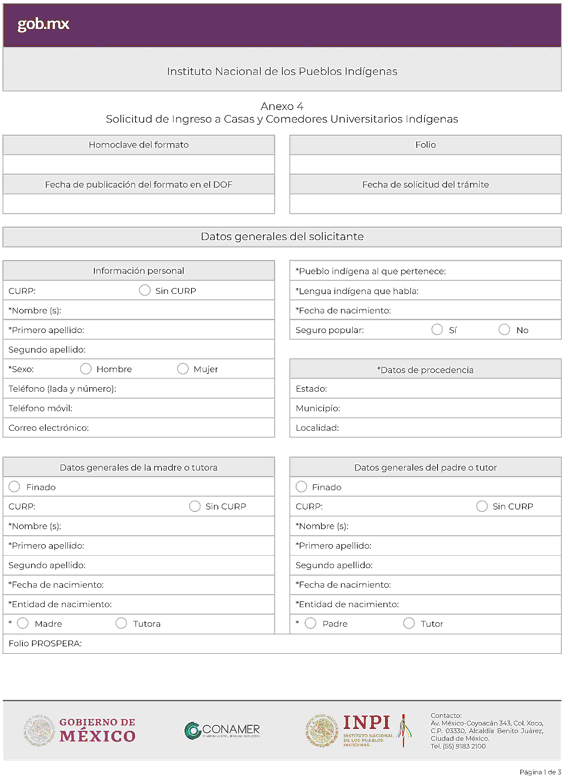 gob.mx
Instituto Nacional de los Pueblos Indígenas
Anexo 4
Solicitud de Ingreso a Casas y Comedores Universitarios Indígenas
Homoclave del formato
Folio
Fecha de publicación del formato en el DOF
Fecha de solicitud del trámite
Datos generales del solicitante
Información personal
CURP: Sin CURP
*Nombre (s):
*Primero apellido:
Segundo apellido:
*Sexo: Hombre Mujer
Teléfono (lada y número):
Teléfono móvil:
Correo electrónico:
*Pueblo indígena al que pertenece:
*Lengua indígena que habla:
*Fecha de nacimiento:
Seguro popular: Sí No
*Datos de procedencia
Estado:
Municipio:
Localidad:
Datos generales de la madre o tutora
Finado
CURP: Sin CURP
*Nombre (s):
*Primero apellido:
Segundo apellido:
*Fecha de nacimiento:
*Entidad de nacimiento:
* Madre Tutora
Datos generales del padre o tutor
Finado
CURP: Sin CURP
*Nombre (s):
*Primero apellido:
Segundo apellido:
*Fecha de nacimiento:
*Entidad de nacimiento:
* Padre Tutor
Folio PROSPERA:
GOBIERNO DE
MÉXICO
CONAMER
INPI
INSTITUTO NACIONAL
DE LOS PUEBLOS
INDÍGENAS
Contacto:
Av. México-Coyoacán 343, Col. Xoco,
C.P. 03330, Alcaldía Benito Juárez,
Ciudad de México.
Tel. (55) 9183 2100
Página 1 de 3